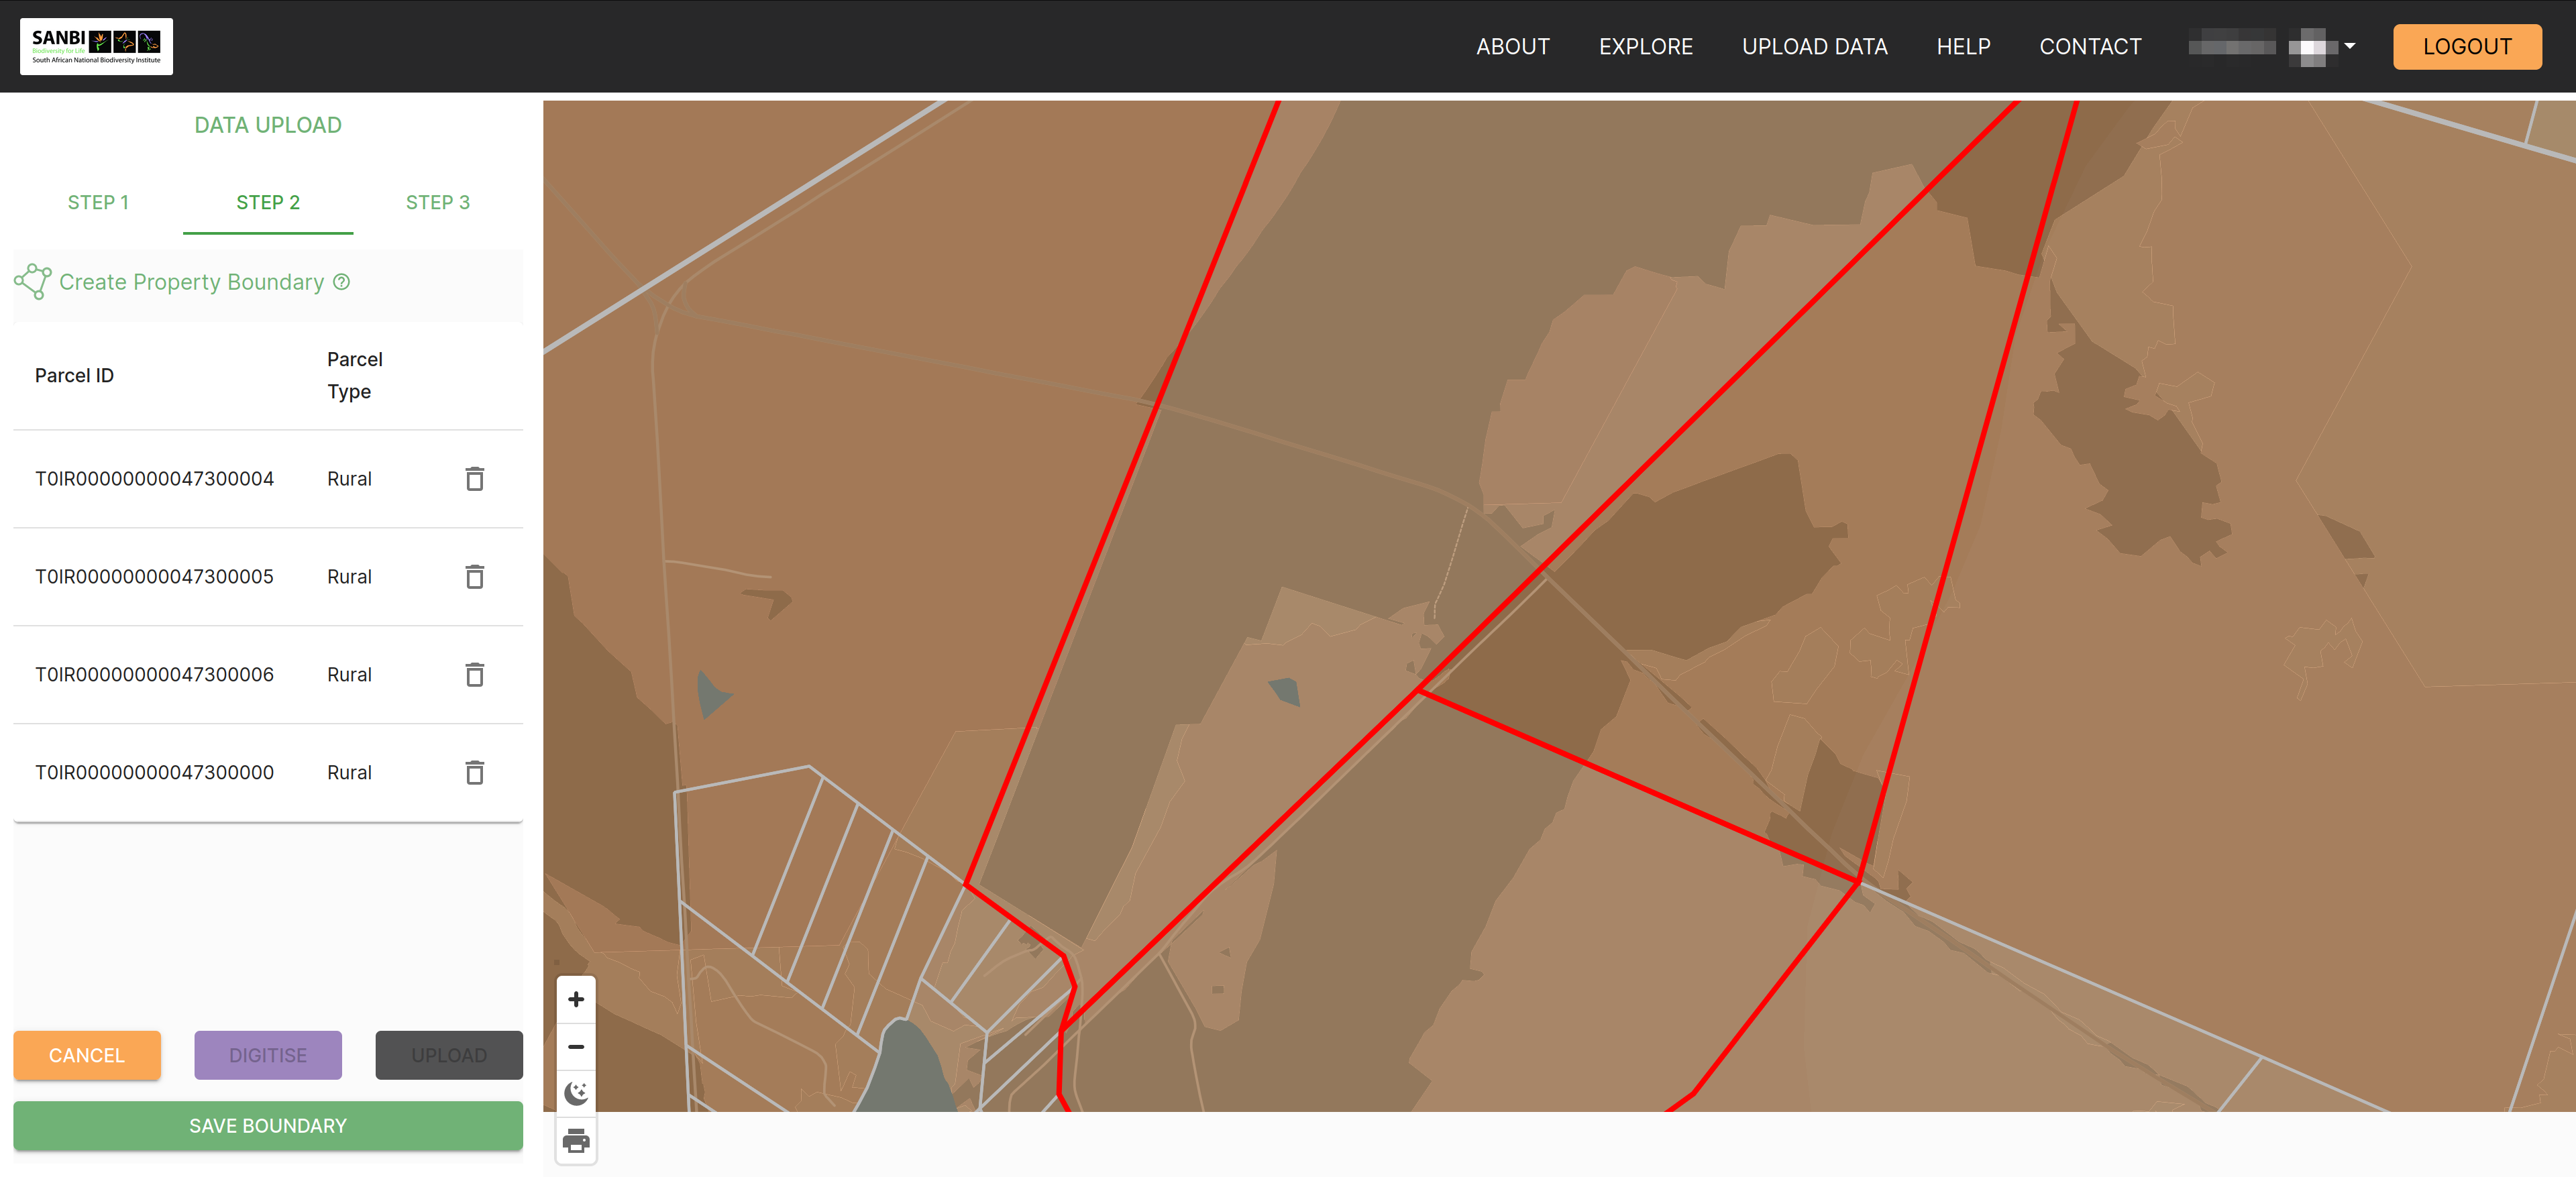 SANBI
Biodiversity for Life
South African National Biodiversity Institute
ABOUT
EXPLORE
UPLOAD DATA
HELP
CONTACT
LOGOUT
DATA UPLOAD
STEP 1
STEP 2
STEP 3
Create Property Boundary
Parcel ID
Parcel
Type
T0IR00000000047300004 Rural
T0IR00000000047300005 Rural
T0IR00000000047300006 Rural
T0IR00000000047300000 Rural
CANCEL
DIGITISE
UPLOAD
SAVE BOUNDARY